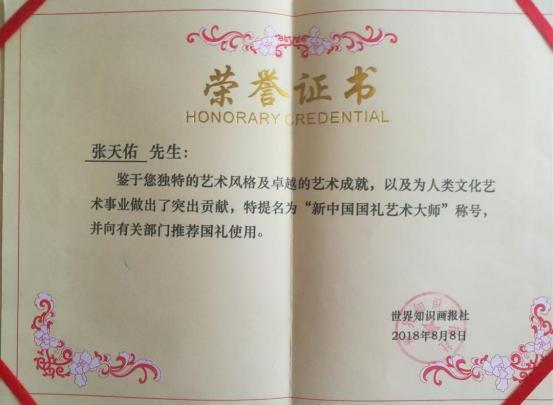 荣誉证书
HONORARY CREDENTIAL
张天佑 先生:
鉴于您独特的艺术风格及卓越的艺术成就，以及为人类文化艺
术事业做出了突出贡献，特提名为“新中国国礼艺术大师”称号，
并向有关部门推荐国礼使用。
世界知识画报社
2018年8月8日